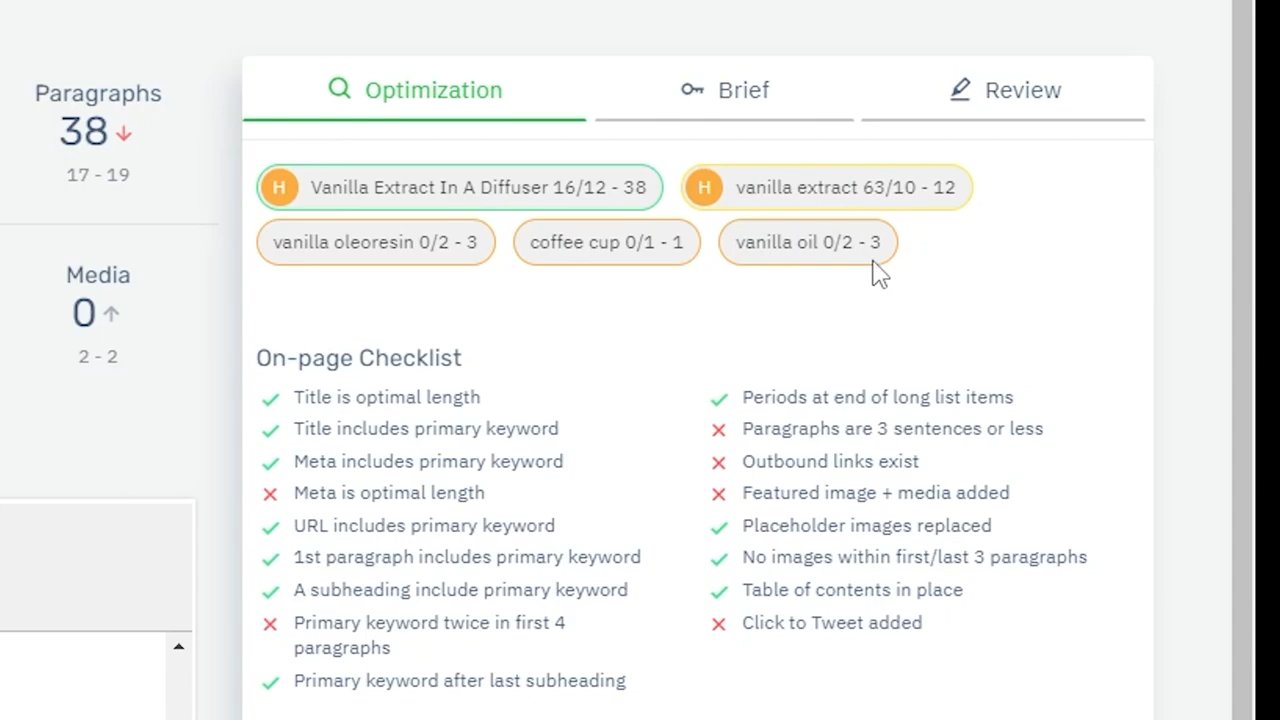 Paragraphs
38
17 - 19
Media
0
2 - 2
Optimization
Brief
Review
H Vanilla Extract In A Diffuser 16/12 - 38
H vanilla extract 63/10 - 12
vanilla oleoresin 0/2 - 3
coffee cup 0/1 - 1
vanilla oil 0/2 - 3
On-page Checklist
Title is optimal length
Title includes primary keyword
Meta includes primary keyword
Meta is optimal length
URL includes primary keyword
1st paragraph includes primary keyword
A subheading include primary keyword
Primary keyword twice in first 4
paragraphs
Primary keyword after last subheading
Periods at end of long list items
Paragraphs are 3 sentences or less
Outbound links exist
Featured image + media added
Placeholder images replaced
No images within first/last 3 paragraphs
Table of contents in place
Click to Tweet added